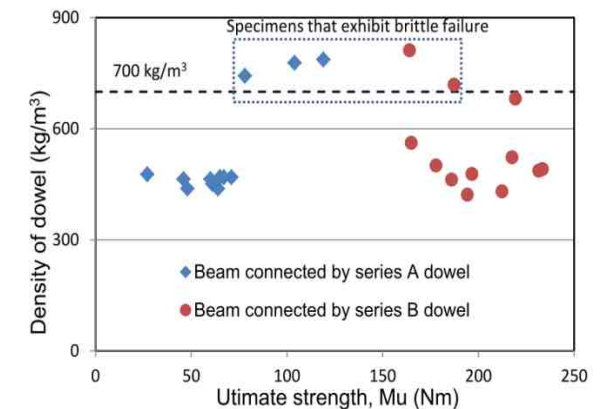 900
Specimens that exhibit brittle failure
700 kg/m³
600
300
Beam connected by series A dowel
Beam connected by series B dowel
0
0 50 100 150 200 250
Utimate strength, Mu (Nm)
Density of dowel (kg/m³)